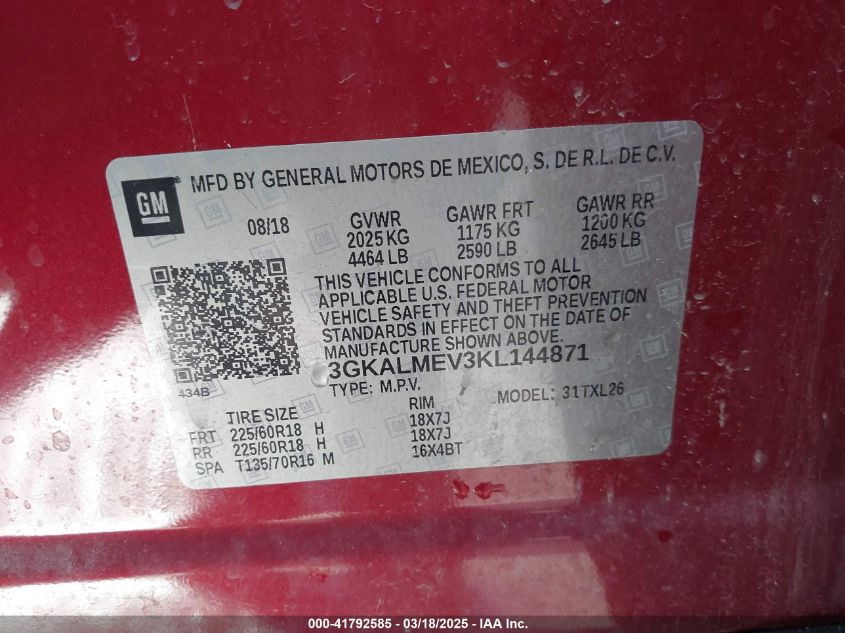 GM ® MFD BY GENERAL MOTORS DE MEXICO, S. DE R.L. DE C.V.
08/18 GVWR GAWR FRT GAWR RR
2025 KG 1175 KG 1200 KG
4464 LB 2590 LB 2645 LB
THIS VEHICLE CONFORMS TO ALL
APPLICABLE U.S. FEDERAL MOTOR
VEHICLE SAFETY AND THEFT PREVENTION
STANDARDS IN EFFECT ON THE DATE OF
MANUFACTURE SHOWN ABOVE.
3GKALMEV3KL144871
434B TYPE: M.P.V. MODEL: 31TXL26
TIRE SIZE RIM
FRT 225/60R18 H 18X7J
RR 225/60R18 H 18X7J
SPA T135/70R16 M 16X4BT
000-41792585 - 03/18/2025 - IAA Inc.